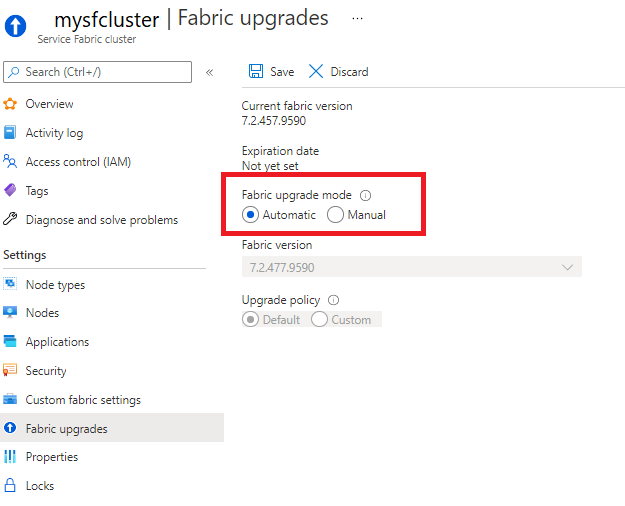 mysfcluster | Fabric upgrades ...
Service Fabric cluster
Search (Ctrl+/) «
Save Discard
Overview
Activity log
Access control (IAM)
Tags
Diagnose and solve problems
Settings
Node types
Nodes
Applications
Security
Custom fabric settings
Fabric upgrades
Properties
Locks
Current fabric version
7.2.457.9590
Expiration date
Not yet set
Fabric upgrade mode
Automatic Manual
Fabric version
7.2.477.9590
Upgrade policy
Default Custom